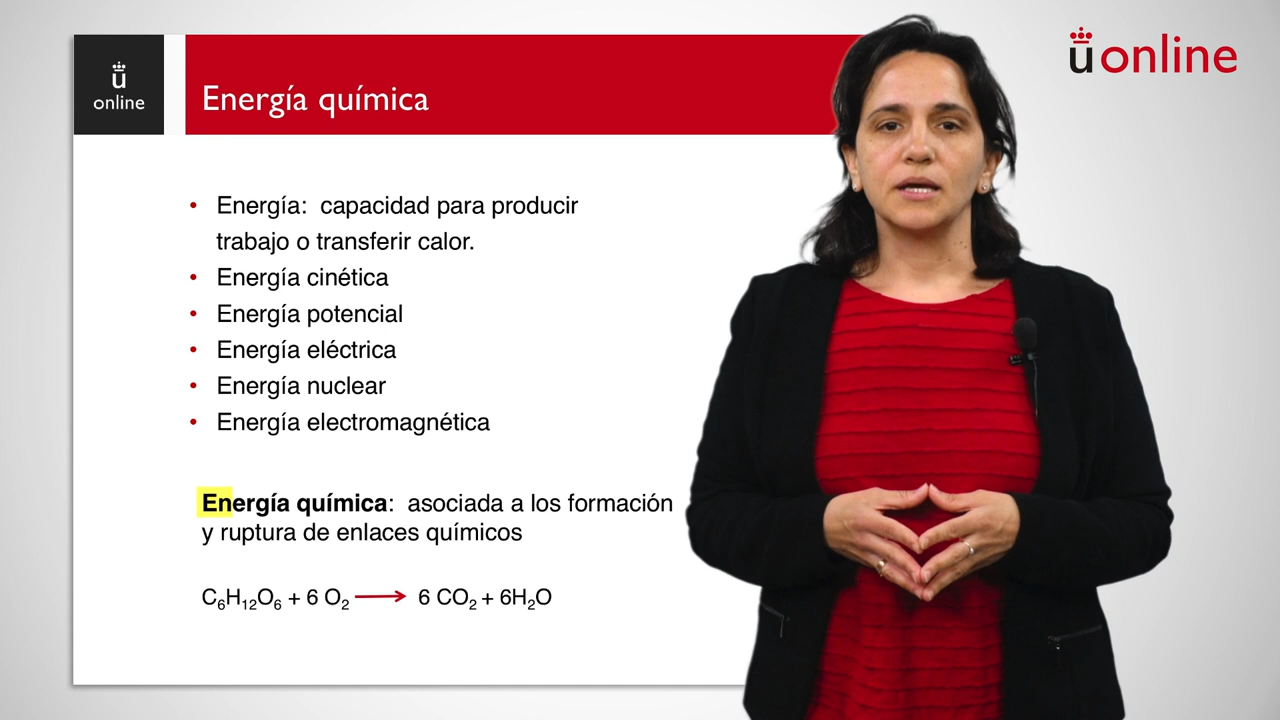 ü
online
Energía química
üonline
• Energía: capacidad para producir
trabajo o transferir calor.
• Energía cinética
• Energía potencial
• Energía eléctrica
• Energía nuclear
• Energía electromagnética
Energía química: asociada a los formación
y ruptura de enlaces químicos
C₆H₁₂O₆ + 6 O₂ ⟶ 6 CO₂ + 6H₂O